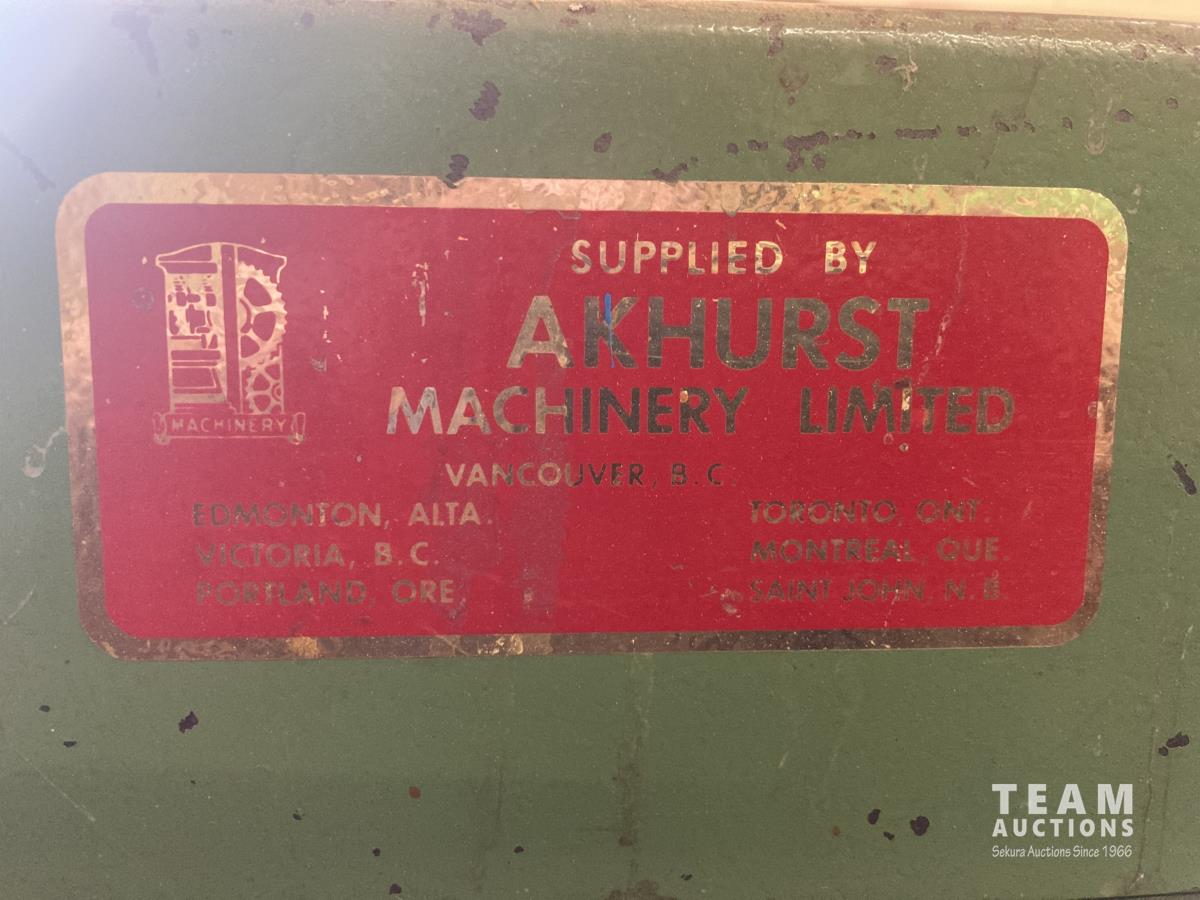 SUPPLIED BY
AKHURST
MACHINERY LIMITED
MACHINERY
VANCOUVER, B.C.
EDMONTON, ALTA.
VICTORIA, B.C.
PORTLAND, ORE.
TORONTO, ONT.
MONTREAL, QUE.
SAINT JOHN, N.B.
TEAM
AUCTIONS
Sekura Auctions Since 1966